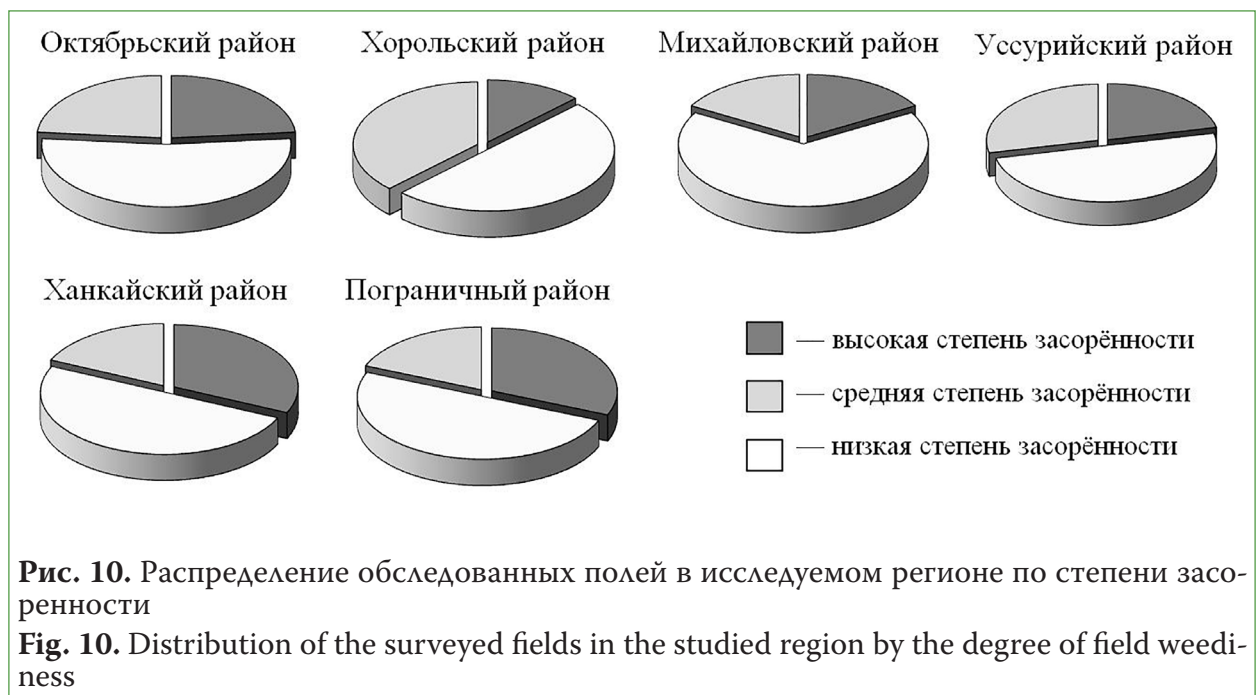 Октябрьский район
Хорольский район
Михайловский район
Уссурийский район
Ханкайский район
Пограничный район
— высокая степень засорённости
— средняя степень засорённости
— низкая степень засорённости
Рис. 10. Распределение обследованных полей в исследуемом регионе по степени засо-
ренности
Fig. 10. Distribution of the surveyed fields in the studied region by the degree of field weedi-
ness